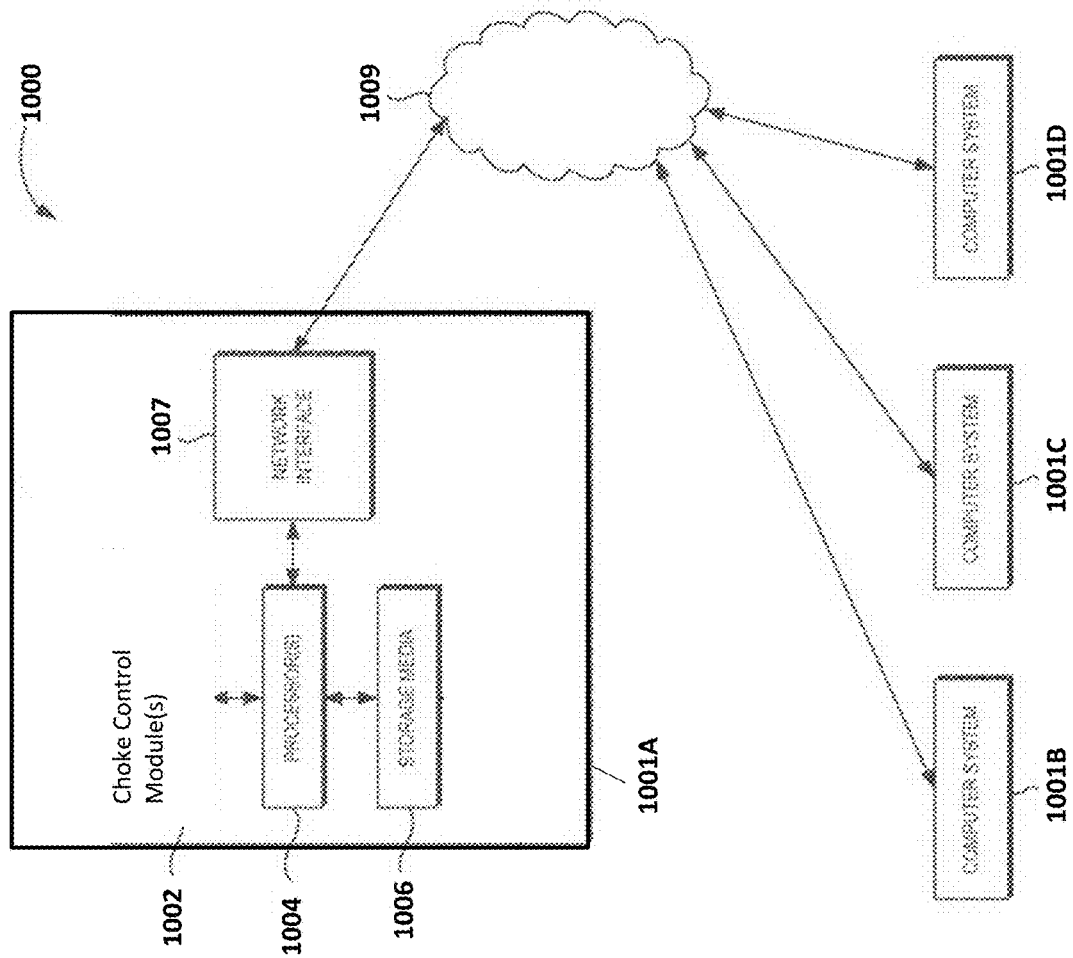 1000
Choke Control
Module(s)
1002
1004
PROCESSOR(S)
1006
STORAGE MEDIA
1007
NETWORK
INTERFACE
1009
1001A
COMPUTER SYSTEM
1001B
COMPUTER SYSTEM
1001C
COMPUTER SYSTEM
1001D